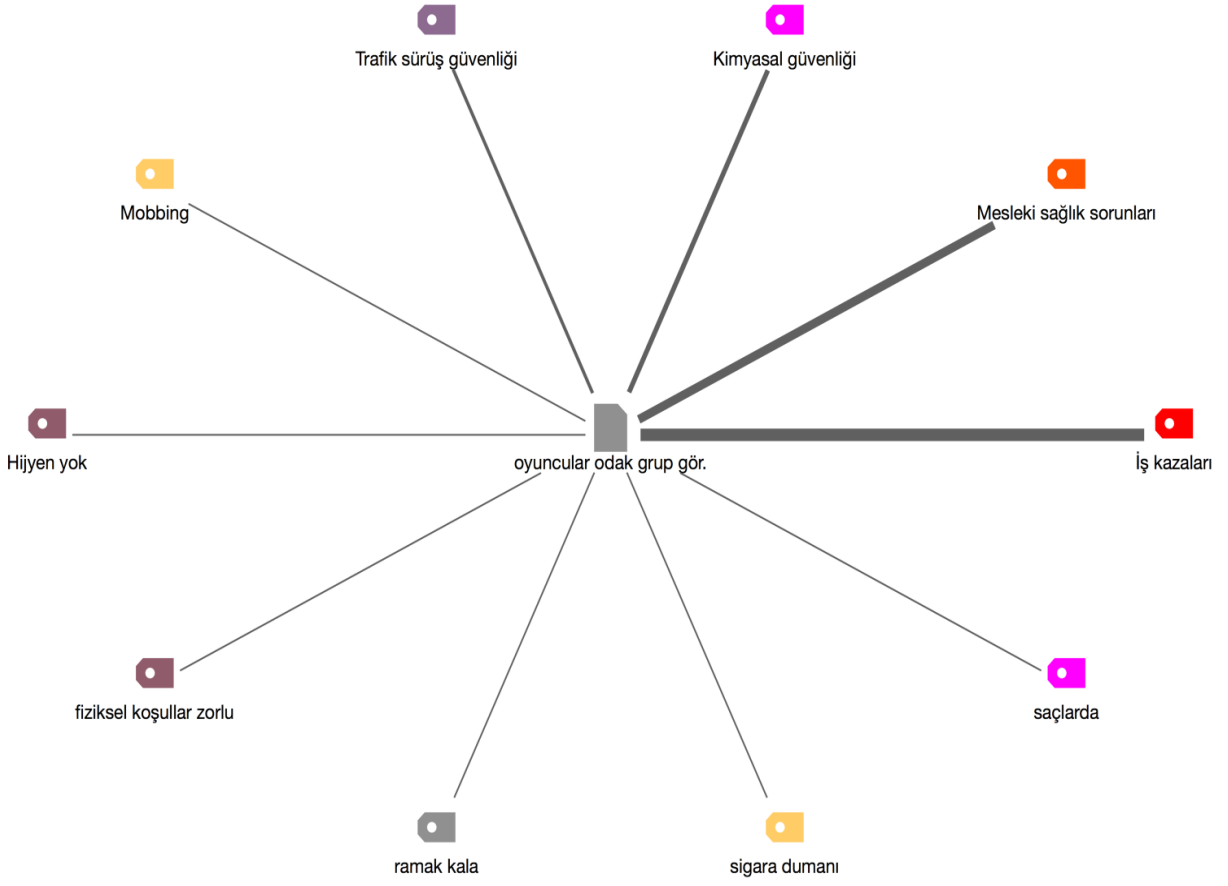 Trafik sürüş güvenliği
Kimyasal güvenliği
Mobbing
Mesleki sağlık sorunları
Hijyen yok
oyuncular odak grup gör.
İş kazaları
fiziksel koşullar zorlu
saçlarda
ramak kala
sigara dumanı